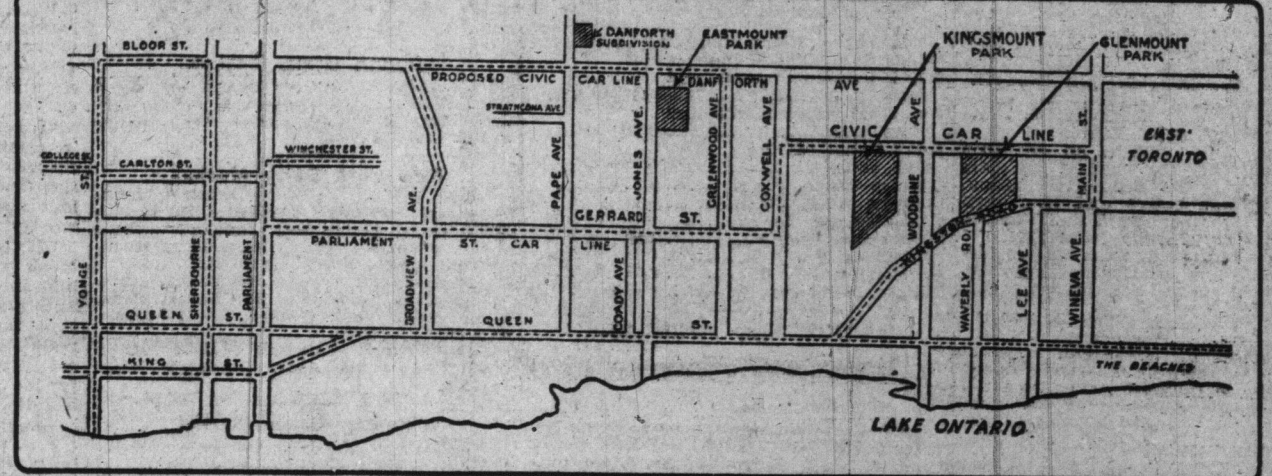 DANFORTH
SUBDIVISION
EASTMOUNT
PARK
KINGSMOUNT
PARK
GLENMOUNT
PARK
BLOOR ST.
PROPOSED CIVIC CAR LINE
DANFORTH AVE
STRATHCONA AVE
CIVIC CAR LINE
EAST
TORONTO
COLLEGE ST.
CARLTON ST.
WINCHESTER ST.
YONGE ST.
SHERBOURNE
PARLIAMENT
BROADVIEW AVE.
PAPE AVE
JONES AVE.
GREENWOOD AVE.
COXWELL AVE
WOODBINE AVE
MAIN ST.
GERRARD ST.
PARLIAMENT ST. CAR LINE
COADY AVE
KINGSTON ROAD
WAVERLY RD.
LEE AVE
WINEVA AVE.
QUEEN ST.
QUEEN ST.
KING ST.
THE BEACHES
LAKE ONTARIO